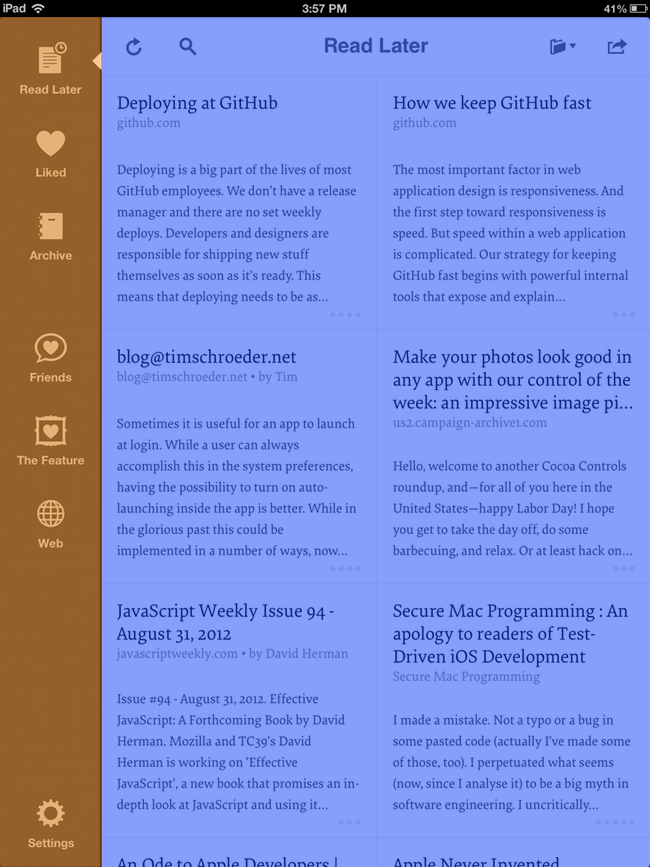 iPad 3:57 PM 41%
Read Later
Read Later
Liked
Archive
Friends
The Feature
Web
Settings
Deploying at GitHub
github.com
Deploying is a big part of the lives of most
GitHub employees. We don't have a release
manager and there are no set weekly
deploys. Developers and designers are
responsible for shipping new stuff
themselves as soon as it's ready. This
means that deploying needs to be as...
How we keep GitHub fast
github.com
The most important factor in web
application design is responsiveness. And
the first step toward responsiveness is
speed. But speed within a web application
is complicated. Our strategy for keeping
GitHub fast begins with powerful internal
tools that expose and explain...
blog@timschroeder.net
blog@timschroeder.net • by Tim
Sometimes it is useful for an app to launch
at login. While a user can always
accomplish this in the system preferences,
having the possibility to turn on auto-
launching inside the app is better. While in
the glorious past this could be
implemented in a number of ways, now...
Make your photos look good in
any app with our control of the
week: an impressive image pi...
us2.campaign-archive1.com
Hello, welcome to another Cocoa Controls
roundup, and—for all of you here in the
United States—happy Labor Day! I hope
you get to take the day off, do some
barbecuing, and relax. Or at least hack on...
JavaScript Weekly Issue 94 -
August 31, 2012
javascriptweekly.com • by David Herman
Issue #94 - August 31, 2012. Effective
JavaScript: A Forthcoming Book by David
Herman. Mozilla and TC39's David
Herman is working on 'Effective
JavaScript', a new book that promises an in-
depth look at JavaScript and using it...
Secure Mac Programming : An
apology to readers of Test-
Driven iOS Development
Secure Mac Programming
I made a mistake. Not a typo or a bug in
some pasted code (actually I've made some
of those, too). I perpetuated what seems
(now, since I analyse it) to be a big myth in
software engineering. I uncritically...
An Ode to Apple Developers |
Apple Never Invented